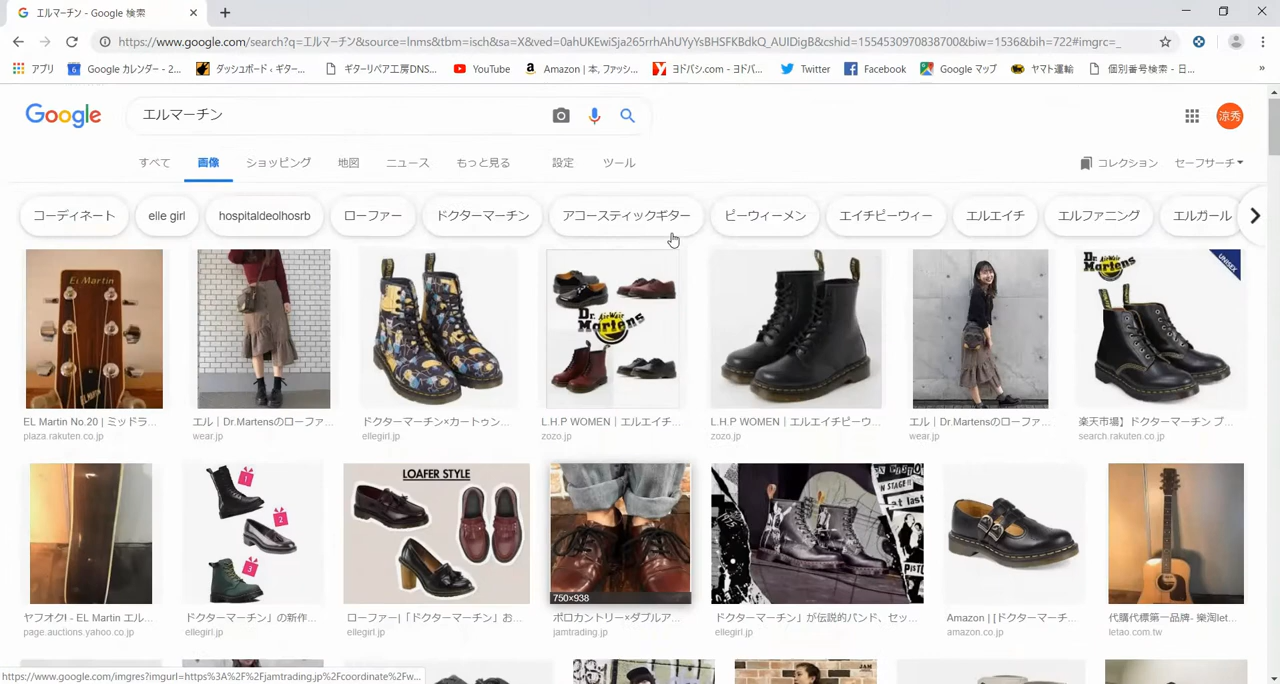 エルマーチン - Google 検索
https://www.google.com/search?q=エルマーチン&source=lnms&tbm=isch&sa=X&ved=0ahUKEwiSja265rrhAhUYyYsBHSFKBdkQ_AUIDigB&cshid=1554530970838700&biw=1536&bih=722#imgrc=_
アプリ
Google カレンダー - 2...
ダッシュボード ‹ ギター...
ギターリペア工房DNS...
YouTube
Amazon | 本, ファッシ...
ヨドバシ.com - ヨドバ...
Twitter
Facebook
Google マップ
ヤマト運輸
個別番号検索 - 日...
Google
エルマーチン
涼秀
すべて
画像
ショッピング
地図
ニュース
もっと見る
設定
ツール
コレクション
セーフサーチ
コーディネート
elle girl
hospitaldeolhosrb
ローファー
ドクターマーチン
アコースティックギター
ピーウィーメン
エイチピーウィー
エルエイチ
エルファニング
エルガール
EL Martin
Dr. Martens
AirWair
Dr. Martens
UNISEX
EL Martin No.20 | ミッドラ...
plaza.rakuten.co.jp
エル｜Dr.Martensのローファ...
wear.jp
ドクターマーチン×カートゥン...
ellegirl.jp
L.H.P WOMEN｜エルエイチ...
zozo.jp
L.H.P WOMEN｜エルエイチピーウ...
zozo.jp
エル｜Dr.Martensのローファ...
wear.jp
楽天市場】ドクターマーチン ブ...
search.rakuten.co.jp
1
2
3
LOAFER STYLE
750×938
X PISTOL
N STAGE!!
at last
PISTOL
ヤフオク! - EL Martin エル...
page.auctions.yahoo.co.jp
ドクターマーチン」の新作...
ellegirl.jp
ローファー|「ドクターマーチン」お...
ellegirl.jp
ポロカントリー×ダブルア...
jamtrading.jp
ドクターマーチン」が伝説的バンド、セッ...
ellegirl.jp
Amazon | [ドクターマーチ...
amazon.co.jp
代購代標第一品牌- 樂淘let...
letao.com.tw
JAM
https://www.google.com/imgres?imgurl=https%3A%2F%2Fjamtrading.jp%2Fcoordinate%2Fw...